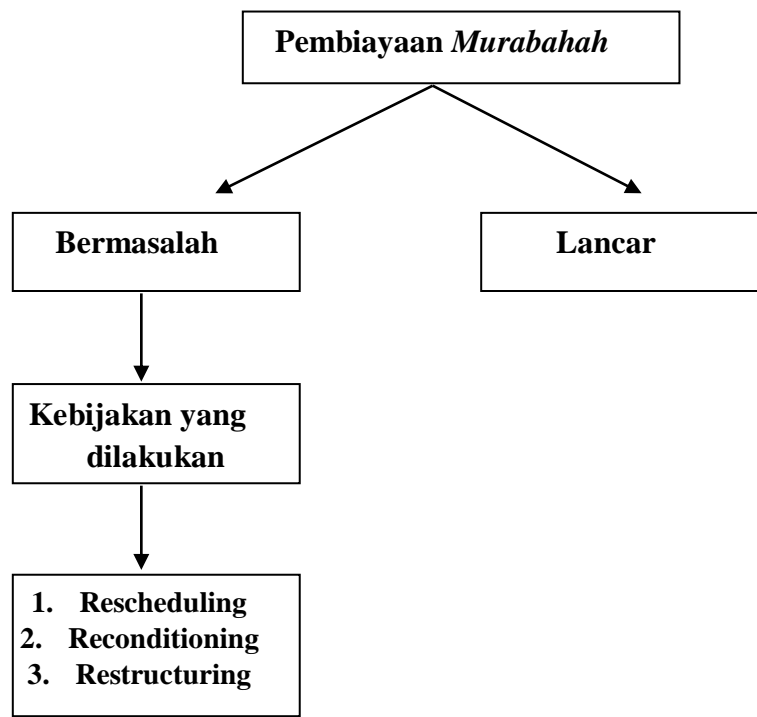 Pembiayaan Murabahah
Bermasalah
Lancar
Kebijakan yang
dilakukan
1. Rescheduling
2. Reconditioning
3. Restructuring